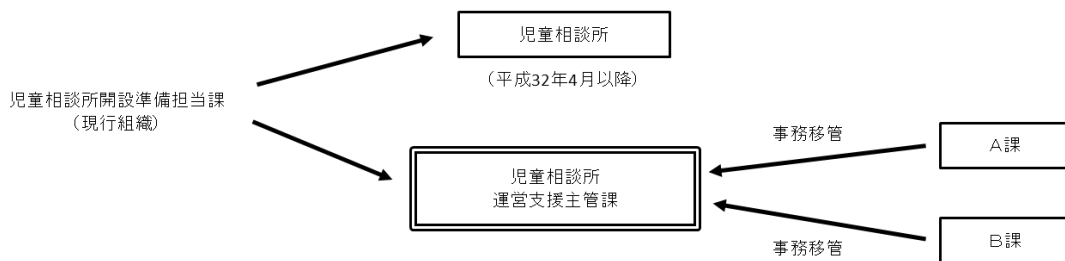 児童相談所
（平成32年4月以降）
児童相談所開設準備担当課
（現行組織）
事務移管
A課
児童相談所
運営支援主管課
事務移管
B課